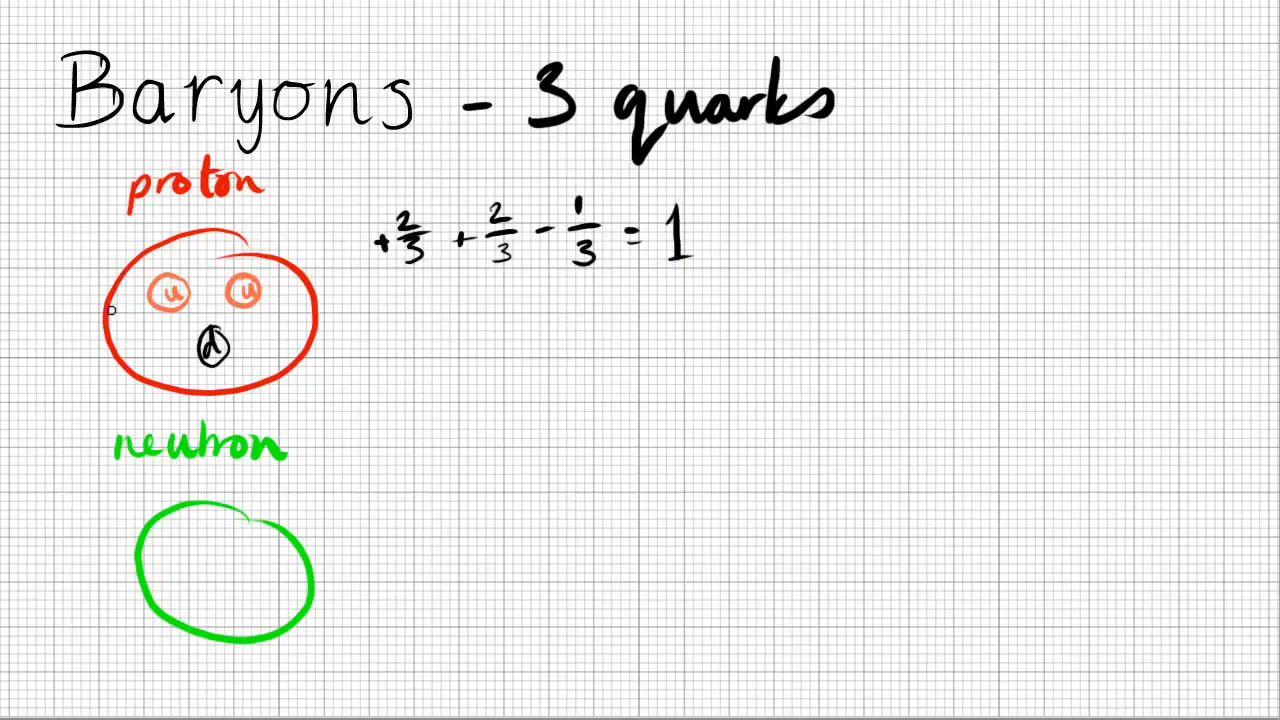 Baryons - 3 quarks
proton
+2/3 +2/3 -1/3 = 1
u u
d
neutron